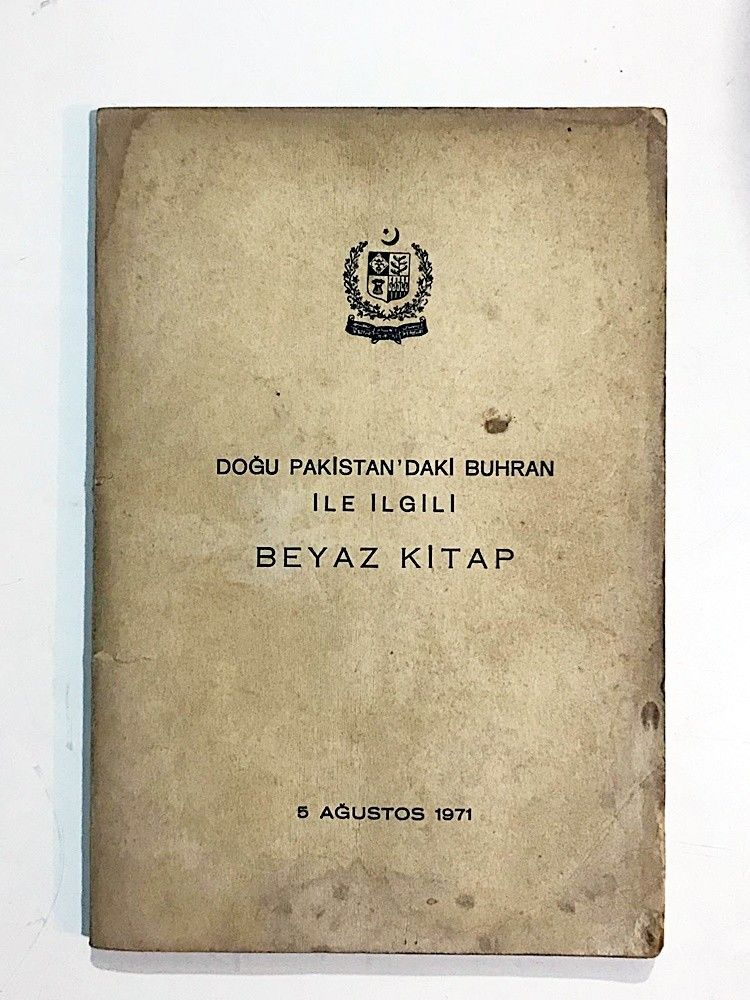 DOĞU PAKİSTAN'DAKİ BUHRAN
İLE İLGİLİ
BEYAZ KİTAP
5 AĞUSTOS 1971